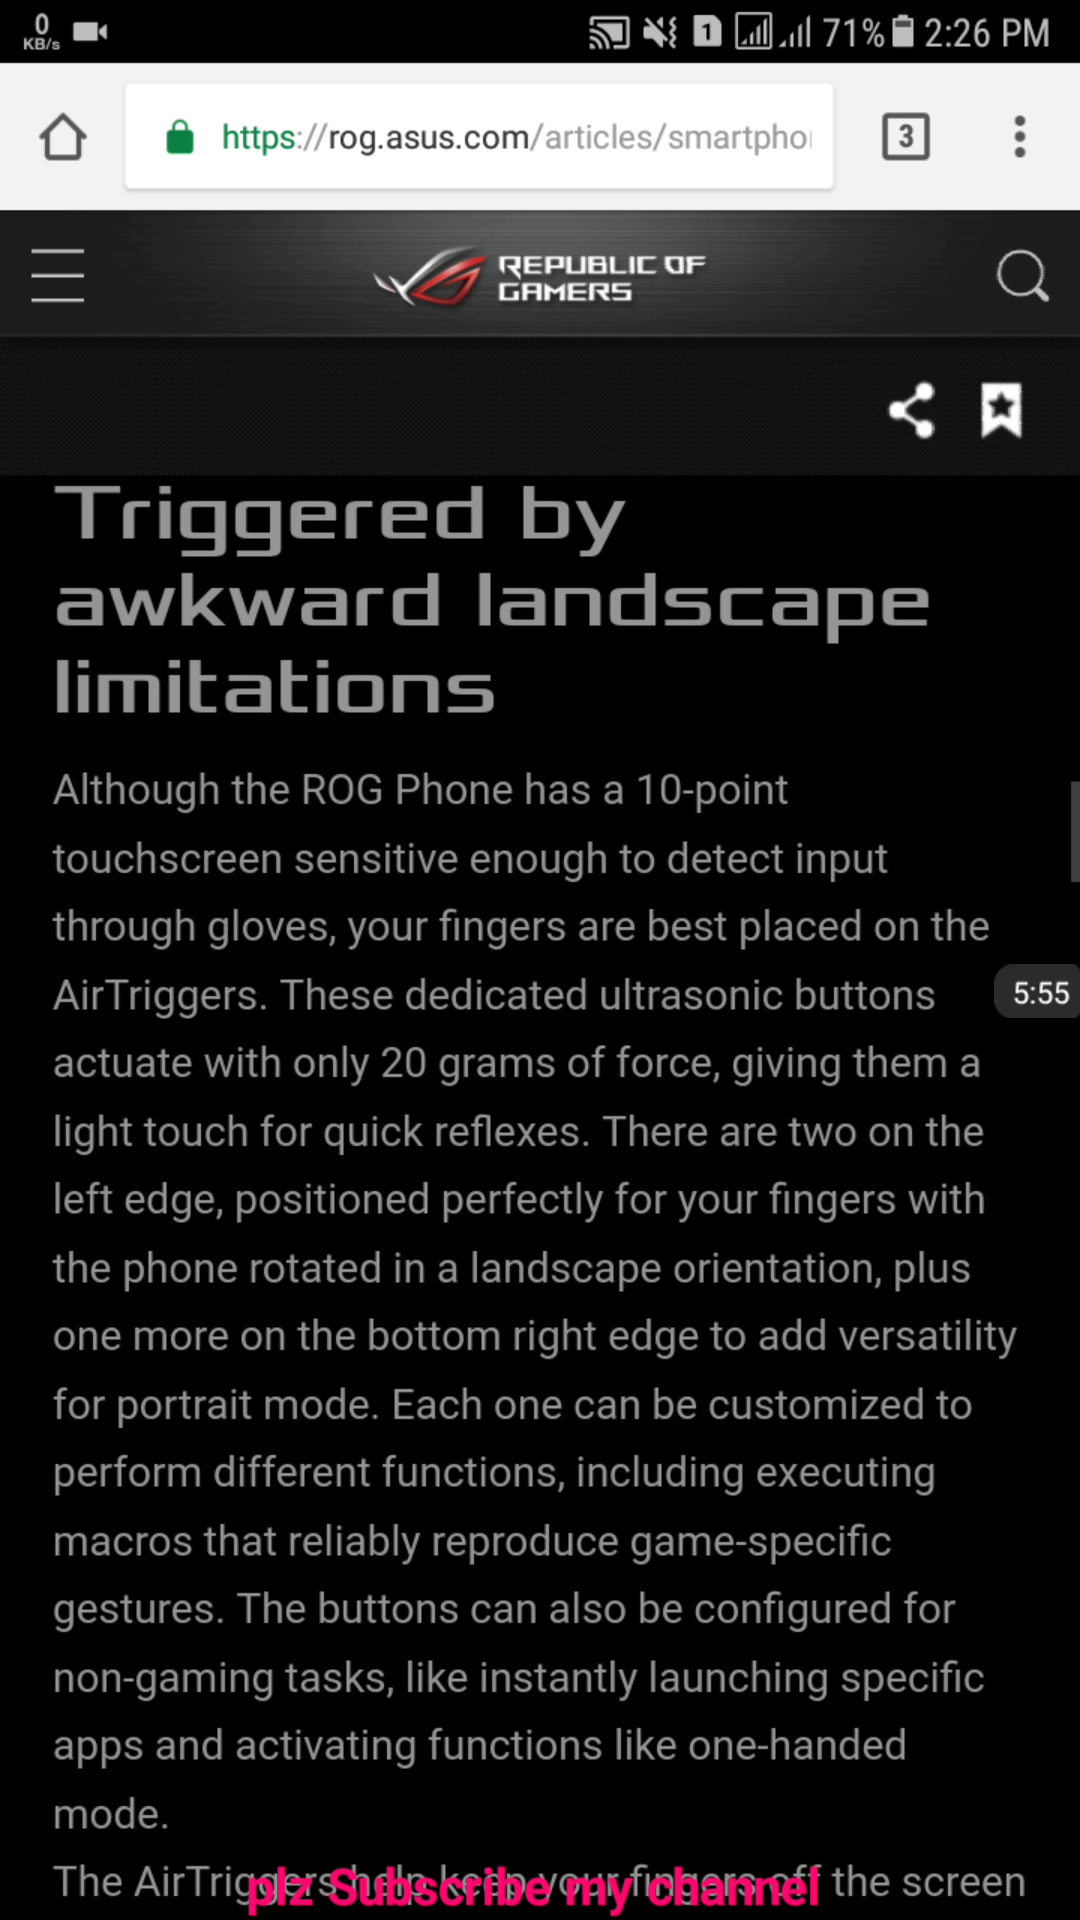 0
KB/s
1
71%
2:26 PM
https://rog.asus.com/articles/smartpho
3
REPUBLIC OF
GAMERS
Triggered by
awkward landscape
limitations
Although the ROG Phone has a 10-point
touchscreen sensitive enough to detect input
through gloves, your fingers are best placed on the
AirTriggers. These dedicated ultrasonic buttons
5:55
actuate with only 20 grams of force, giving them a
light touch for quick reflexes. There are two on the
left edge, positioned perfectly for your fingers with
the phone rotated in a landscape orientation, plus
one more on the bottom right edge to add versatility
for portrait mode. Each one can be customized to
perform different functions, including executing
macros that reliably reproduce game-specific
gestures. The buttons can also be configured for
non-gaming tasks, like instantly launching specific
apps and activating functions like one-handed
mode.
The AirTriggers help keep your fingers off the screen
plz Subscribe my channel